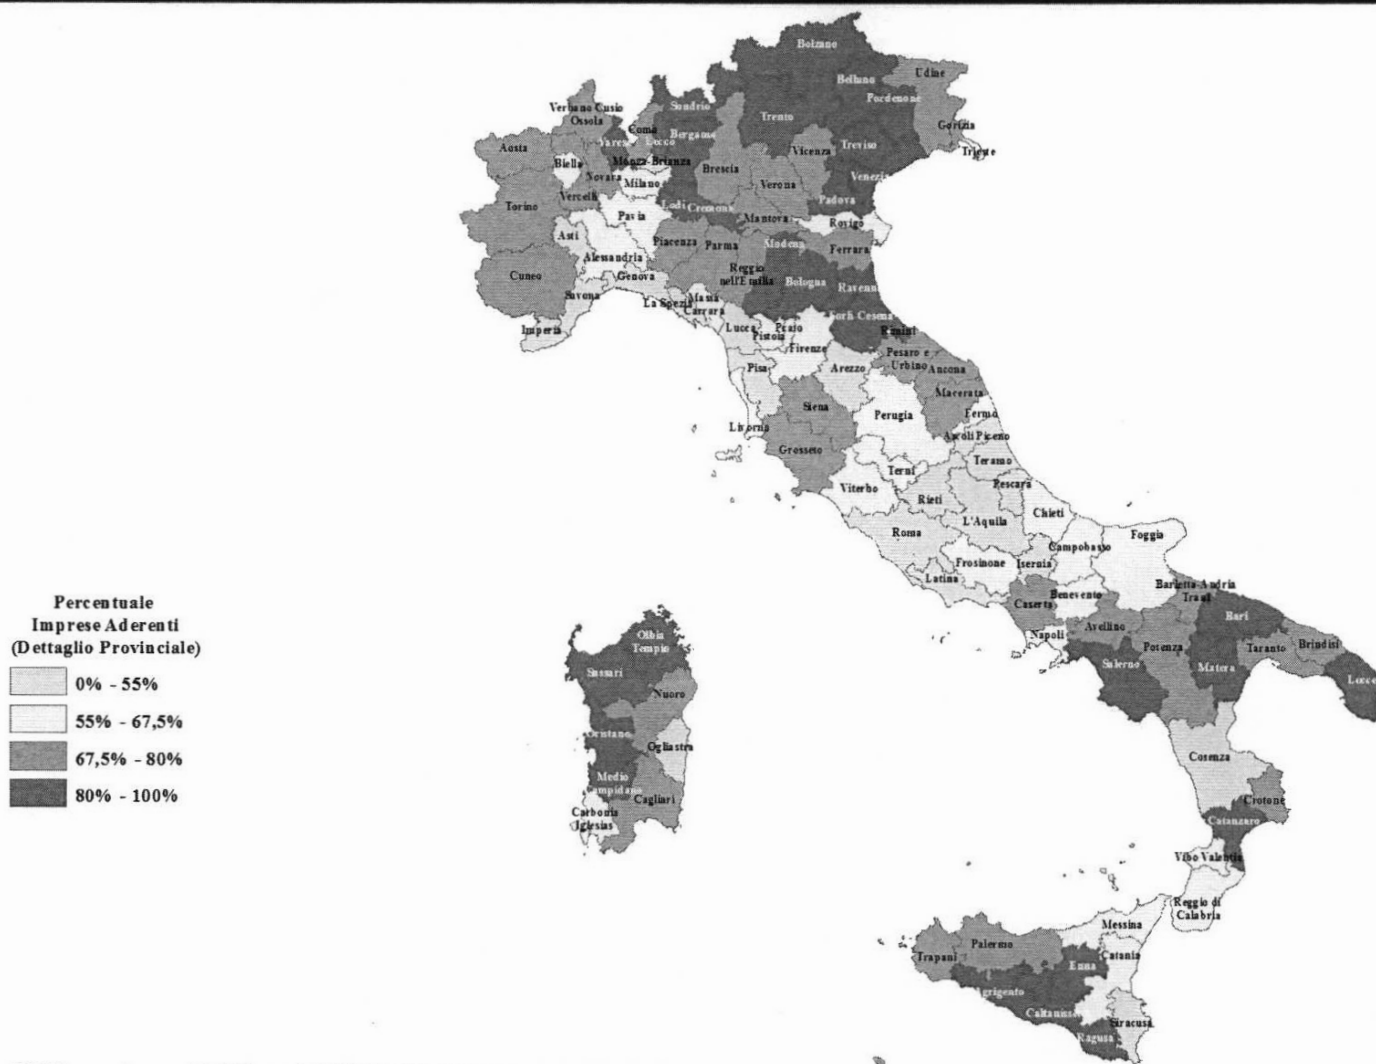 Bolzano
Belluno
Udine
Pordenone
Sondrio
Trento
Verbano Cusio
Ossola
Como
Lecco
Bergamo
Gorizia
Varese
Treviso
Vicenza
Trieste
Aosta
Biella
Monza-Brianza
Brescia
Venezia
Novara
Milano
Verona
Vercelli
Padova
Torino
Lodi
Cremona
Pavia
Mantova
Rovigo
Asti
Piacenza
Parma
Modena
Ferrara
Alessandria
Reggio
nell'Emilia
Cuneo
Genova
Bologna
Ravenna
Savona
La Spezia
Massa
Carrara
Forlì Cesena
Imperia
Lucca
Prato
Pistoia
Rimini
Firenze
Pesaro e
Urbino
Pisa
Arezzo
Ancona
Macerata
Siena
Perugia
Fermo
Livorno
Ascoli Piceno
Grosseto
Teramo
Terni
Viterbo
Rieti
Pescara
Chieti
L'Aquila
Roma
Foggia
Campobasso
Frosinone
Isernia
Latina
Barletta-Andria
Trani
Benevento
Caserta
Bari
Napoli
Avellino
Potenza
Taranto
Brindisi
Salerno
Matera
Lecce
Percentuale
Imprese Aderenti
(Dettaglio Provinciale)
0% - 55%
55% - 67,5%
67,5% - 80%
80% - 100%
Olbia
Tempio
Sassari
Nuoro
Oristano
Ogliastra
Medio
Campidano
Cagliari
Carbonia
Iglesias
Cosenza
Crotone
Catanzaro
Vibo Valentia
Reggio di
Calabria
Messina
Palermo
Trapani
Catania
Enna
Agrigento
Caltanissetta
Siracusa
Ragusa